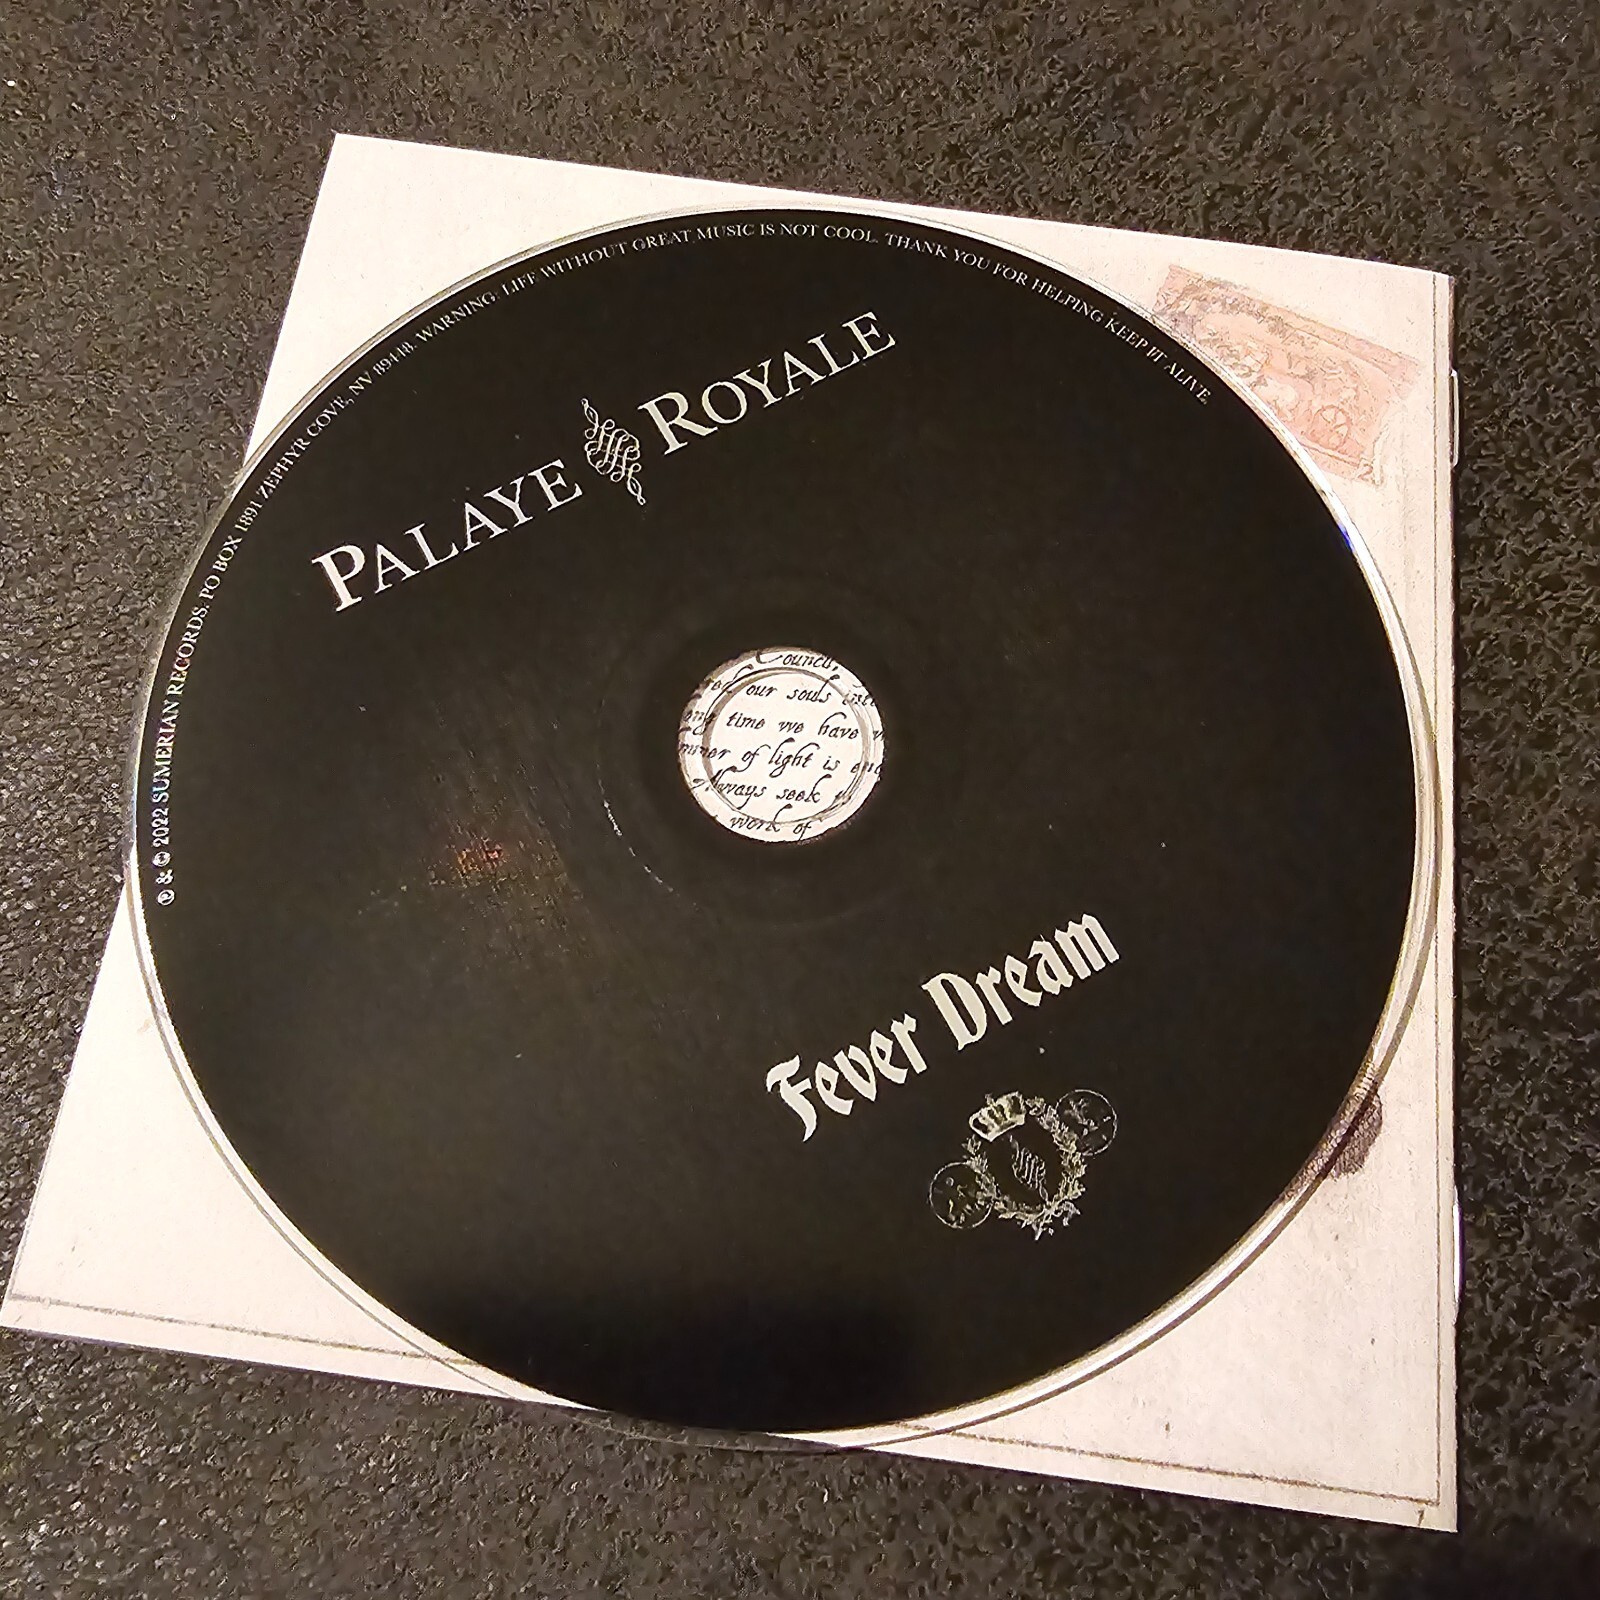 ℗ & © 2022 SUMERIAN RECORDS. PO BOX 1891 ZEPHYR COVE, NV 89448. WARNING: LIFE WITHOUT GREAT MUSIC IS NOT COOL. THANK YOU FOR HELPING KEEP IT ALIVE.
PALAYE ROYALE
our souls
time we have
of light is
Always seek
work of
Fever Dream